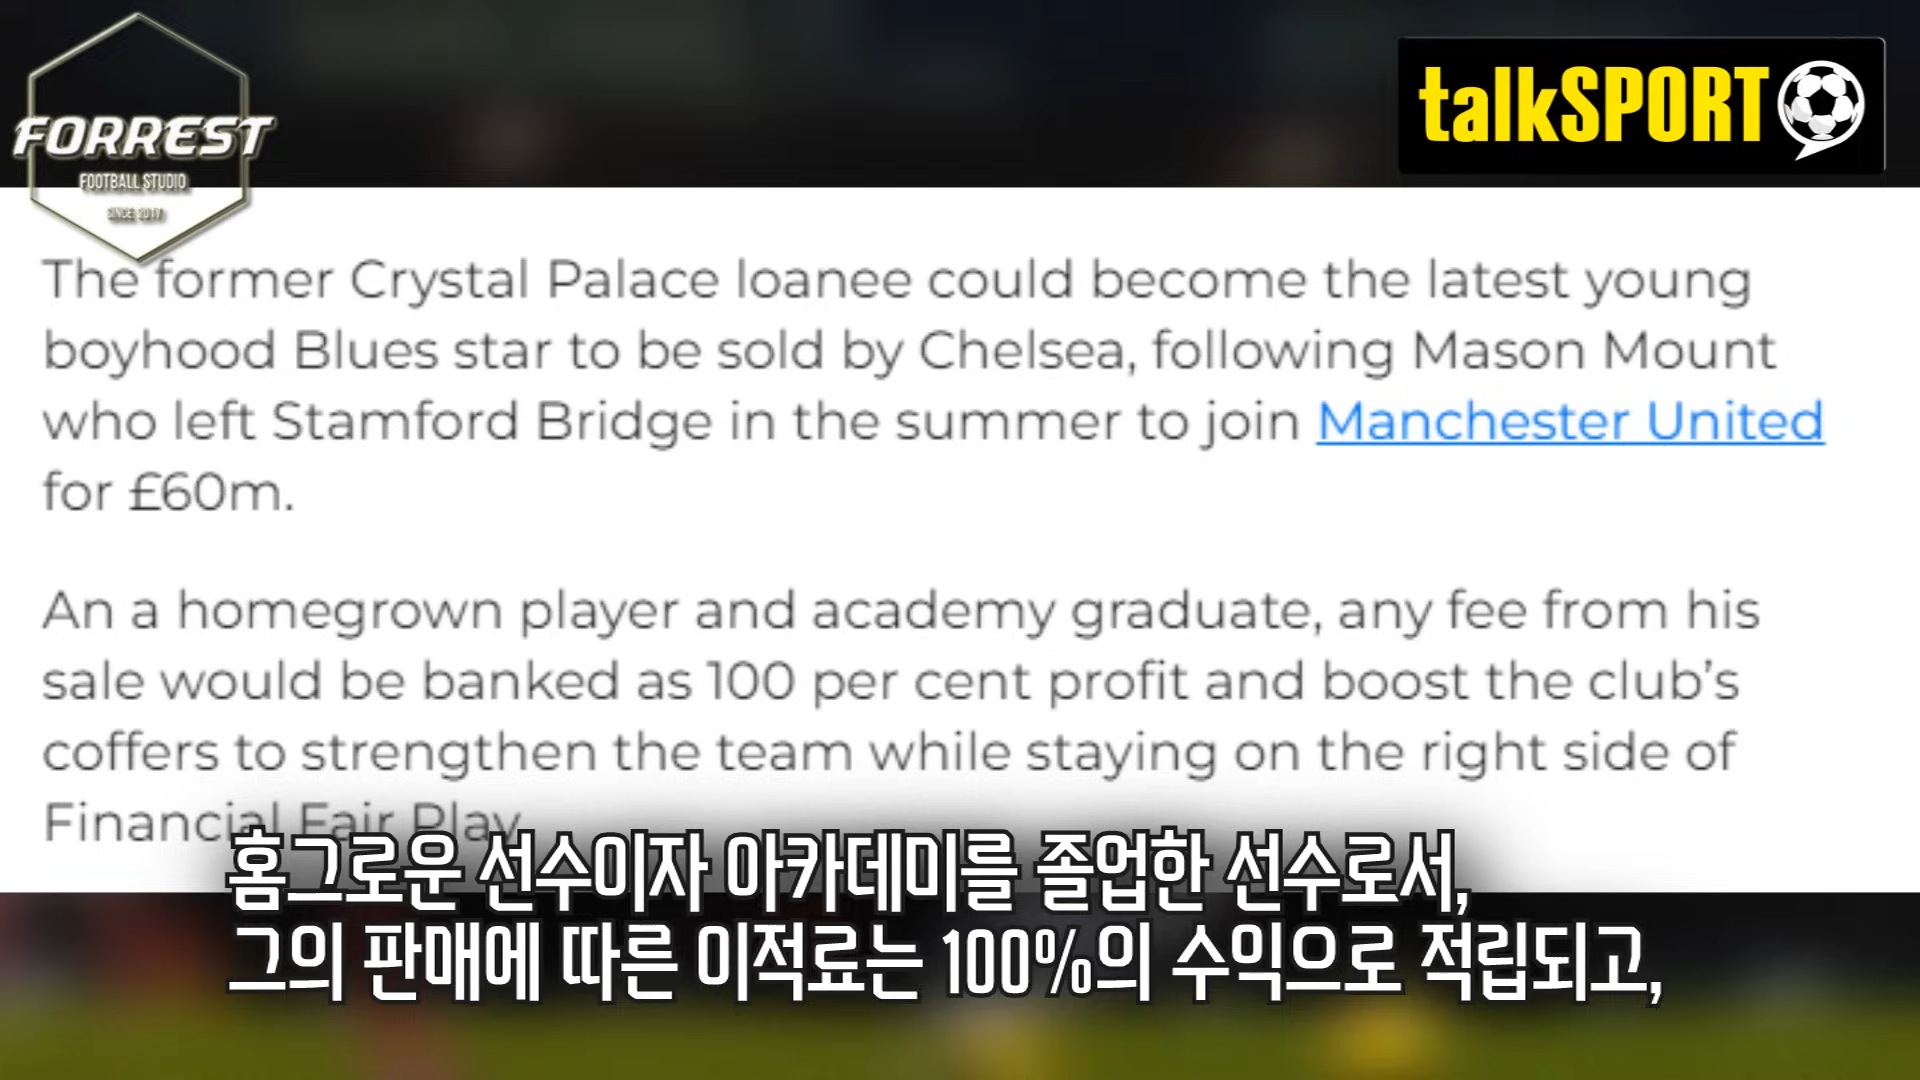 FORREST
FOOTBALL STUDIO
SINCE 2017
talkSPORT
The former Crystal Palace loanee could become the latest young
boyhood Blues star to be sold by Chelsea, following Mason Mount
who left Stamford Bridge in the summer to join Manchester United
for £60m.
An a homegrown player and academy graduate, any fee from his
sale would be banked as 100 per cent profit and boost the club’s
coffers to strengthen the team while staying on the right side of
Financial Fair Play
홈그로운 선수이자 아카데미를 졸업한 선수로서,
그의 판매에 따른 이적료는 100%의 수익으로 적립되고,